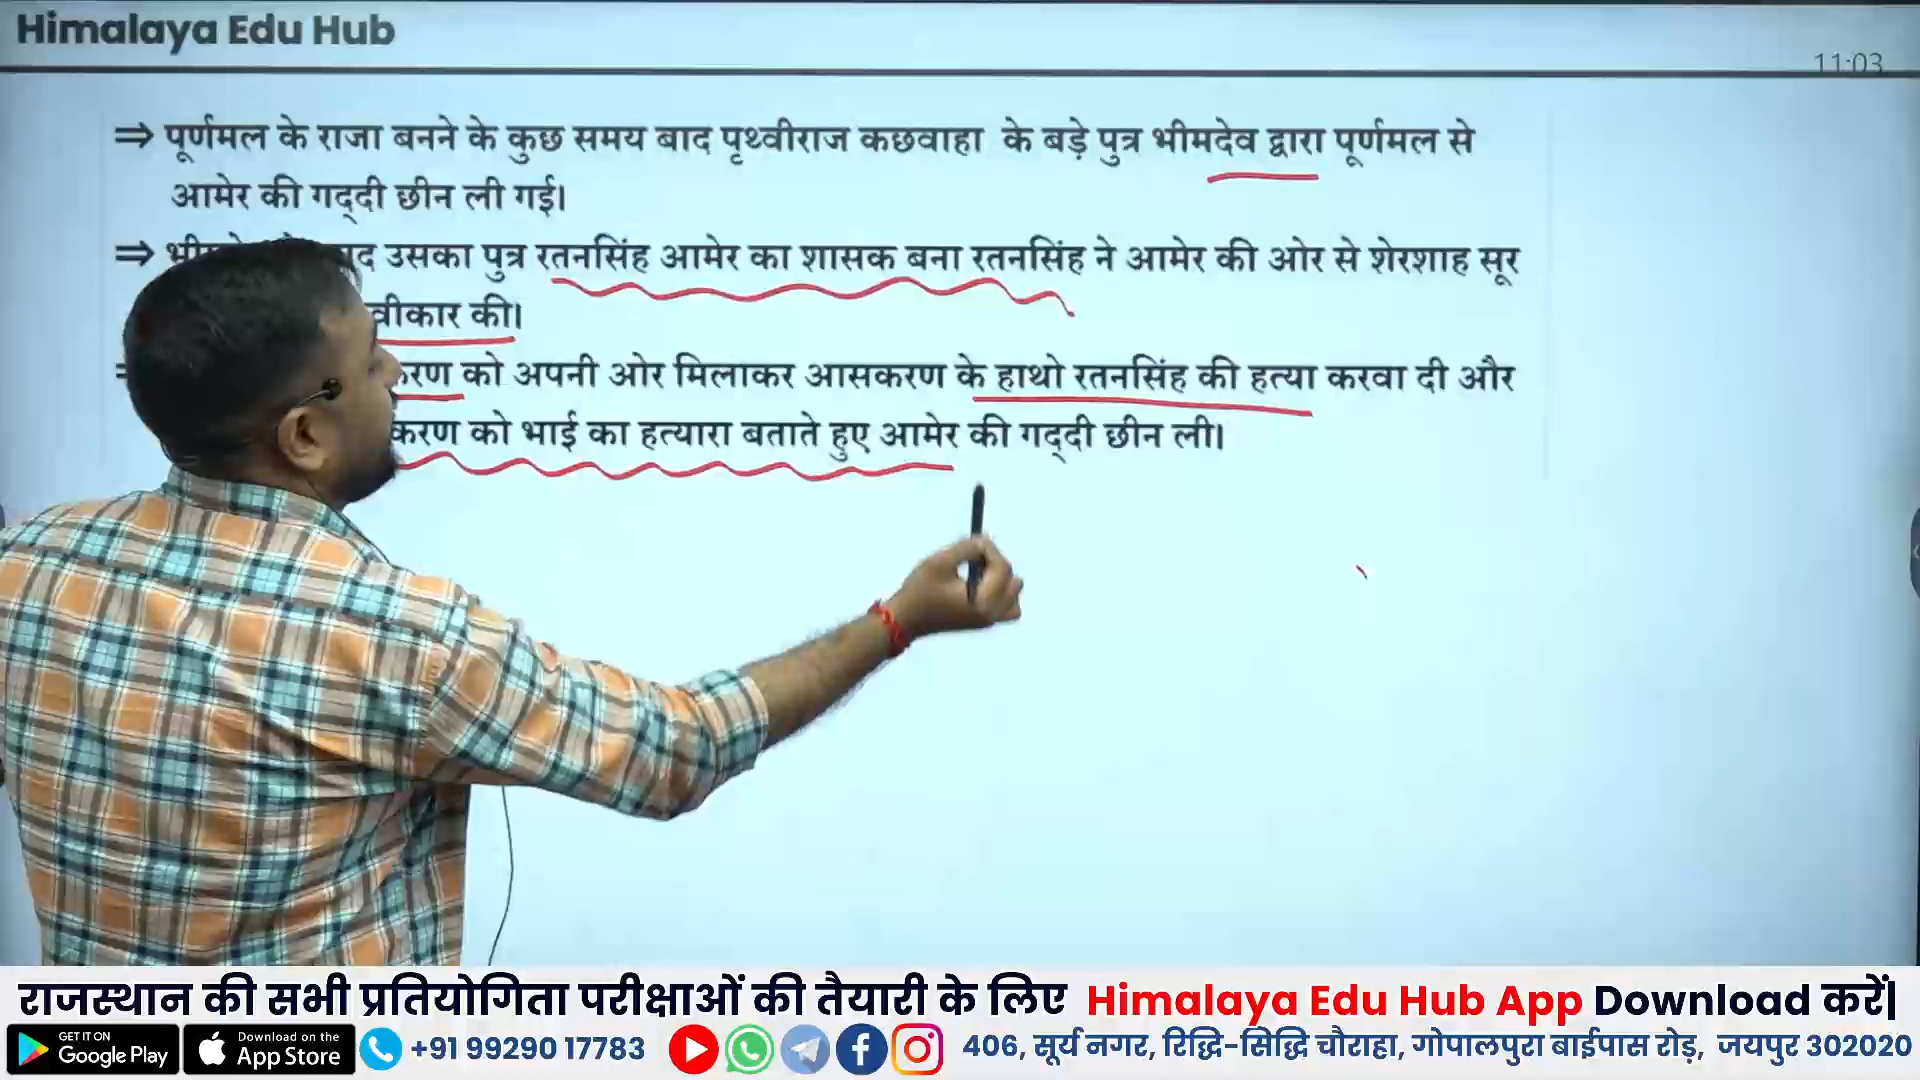 Himalaya Edu Hub
11:03
⇒ पूर्णमल के राजा बनने के कुछ समय बाद पृथ्वीराज कछवाहा के बड़े पुत्र भीमदेव द्वारा पूर्णमल से
आमेर की गद्दी छीन ली गई।
⇒ उसका पुत्र रतनसिंह आमेर का शासक बना रतनसिंह ने आमेर की ओर से शेरशाह सूर
की।
को अपनी ओर मिलाकर आसकरण के हाथो रतनसिंह की हत्या करवा दी और
को भाई का हत्यारा बताते हुए आमेर की गद्दी छीन ली।
राजस्थान की सभी प्रतियोगिता परीक्षाओं की तैयारी के लिए Himalaya Edu Hub App Download करें|
GET IT ON Google Play Download on the App Store +91 99290 17783 406, सूर्य नगर, रिद्धि-सिद्धि चौराहा, गोपालपुरा बाईपास रोड़, जयपुर 302020